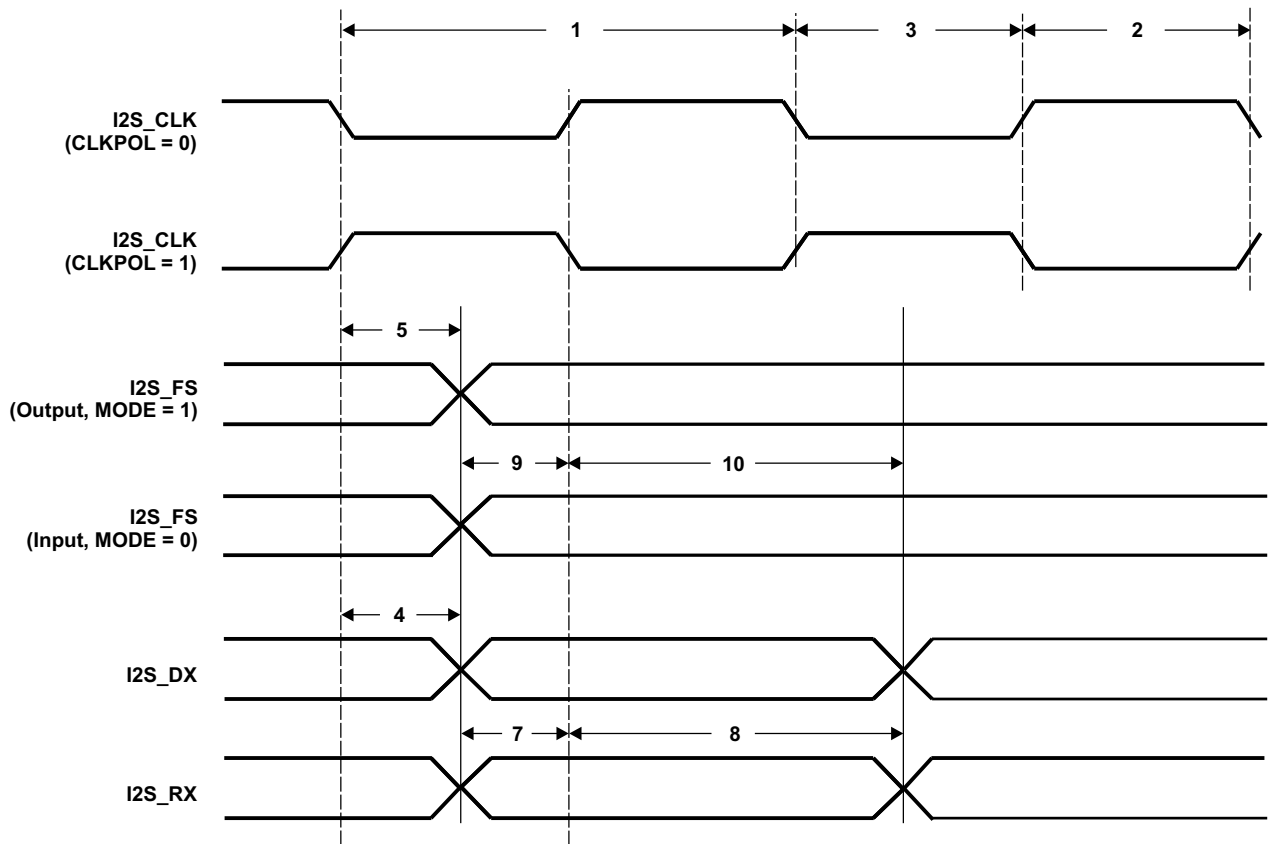 1
3
2
I2S_CLK
(CLKPOL = 0)
I2S_CLK
(CLKPOL = 1)
5
I2S_FS
(Output, MODE = 1)
9
10
I2S_FS
(Input, MODE = 0)
4
I2S_DX
7
8
I2S_RX